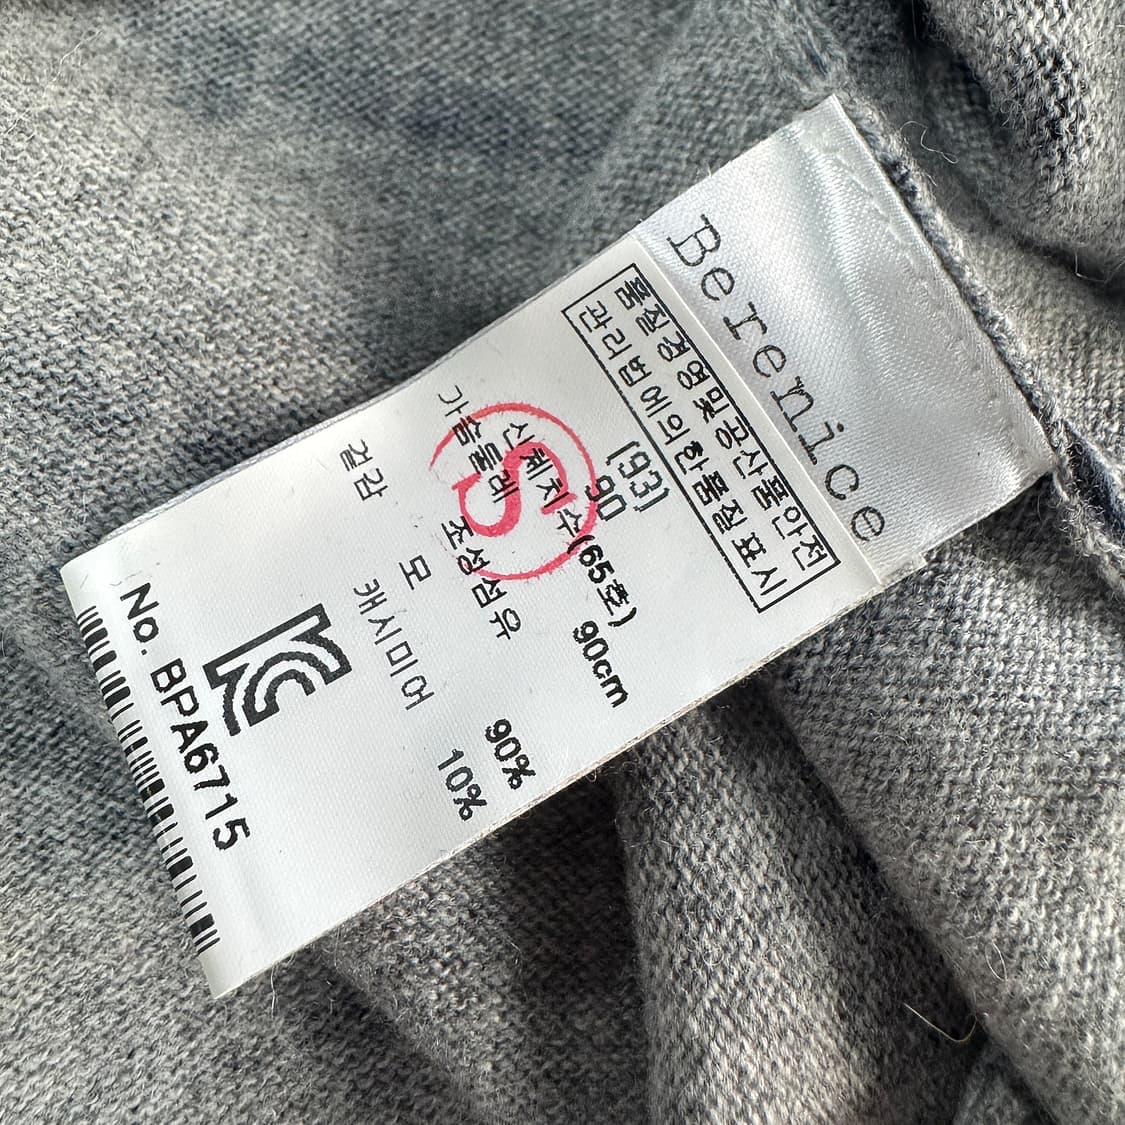 Berenice
품질경영및공산품안전
관리법에의한품질표시
(93)
90
신체치수(65호)
가슴둘레 90cm
S
조성섬유
겉감 모 90%
캐시미어 10%
No. BPA6715